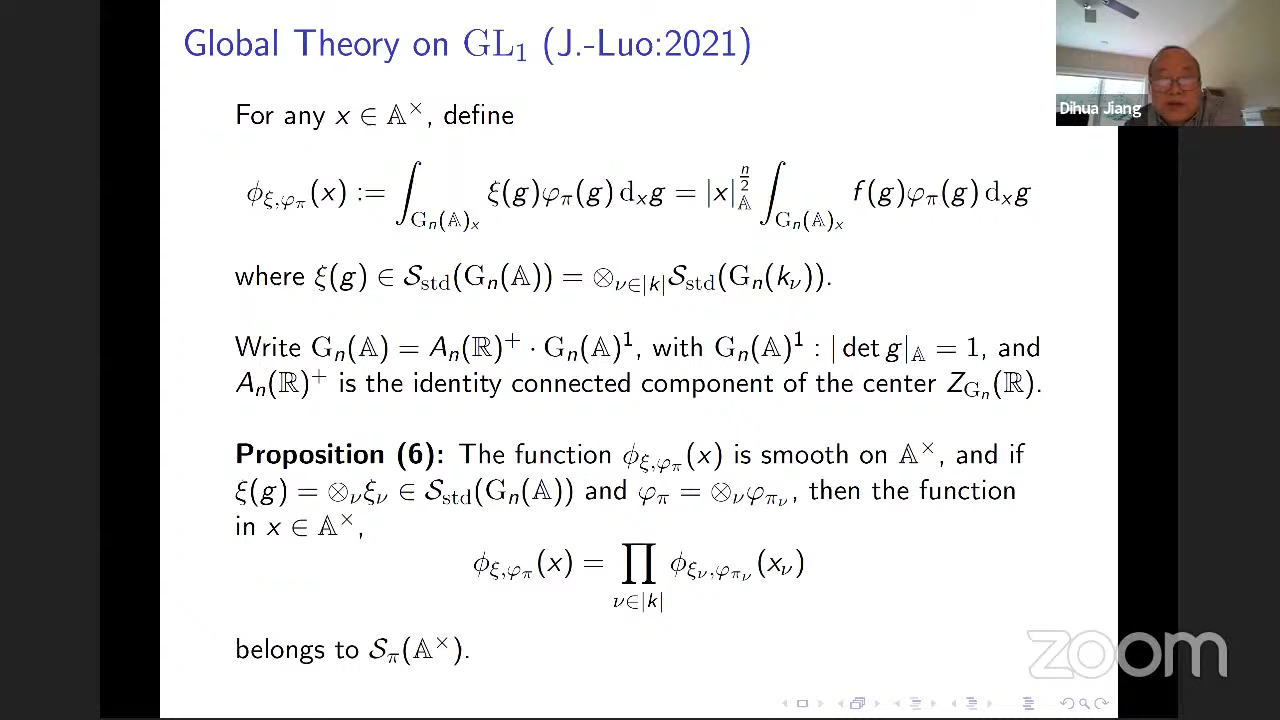 Global Theory on GL₁ (J.-Luo:2021)
Dihua Jiang
For any x ∈ 𝔸^×, define
ϕ_{ξ,φ_π}(x) := ∫_{G_n(𝔸)_x} ξ(g)φ_π(g) d_x g = |x|_𝔸^{n/2} ∫_{G_n(𝔸)_x} f(g)φ_π(g) d_x g
where ξ(g) ∈ 𝒮_std(G_n(𝔸)) = ⊗_{ν∈|k|} 𝒮_std(G_n(k_ν)).
Write G_n(𝔸) = A_n(ℝ)^+ · G_n(𝔸)^1, with G_n(𝔸)^1 : | det g|_𝔸 = 1, and
A_n(ℝ)^+ is the identity connected component of the center Z_{G_n}(ℝ).
Proposition (6): The function ϕ_{ξ,φ_π}(x) is smooth on 𝔸^×, and if
ξ(g) = ⊗_ν ξ_ν ∈ 𝒮_std(G_n(𝔸)) and φ_π = ⊗_ν φ_{π_ν}, then the function
in x ∈ 𝔸^×,
ϕ_{ξ,φ_π}(x) = ∏_{ν∈|k|} ϕ_{ξ_ν,φ_{π_ν}}(x_ν)
belongs to 𝒮_π(𝔸^×).
zoom